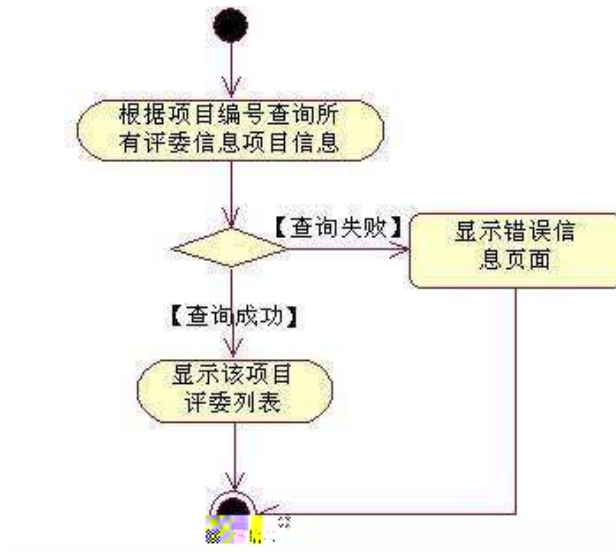 根据项目编号查询所
有评委信息项目信息
【查询失败】
显示错误信
息页面
【查询成功】
显示该项目
评委列表